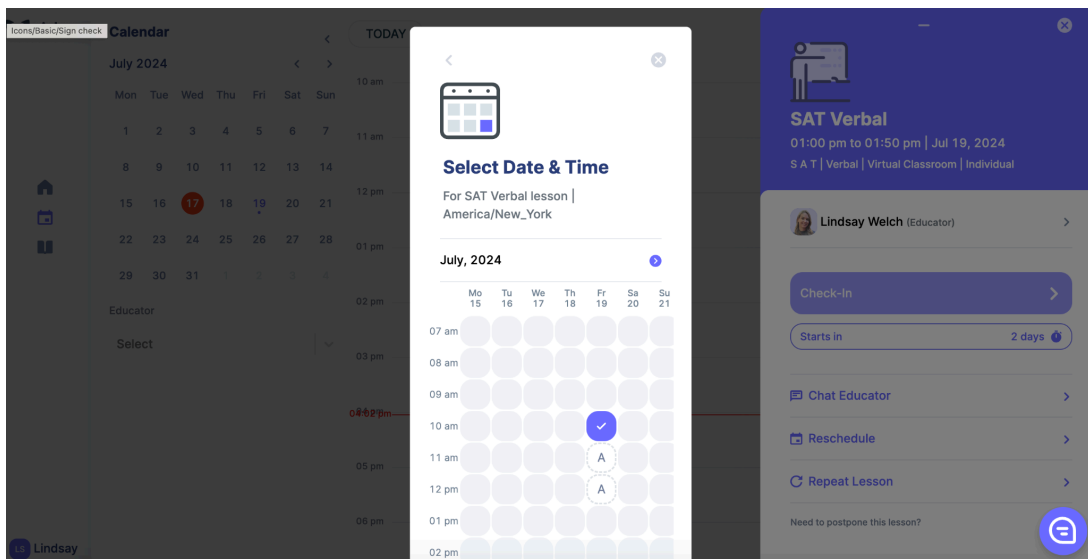 Icons/Basic/Sign check
Calendar
July 2024
Mon Tue Wed Thu Fri Sat Sun
1 2 3 4 5 6 7
8 9 10 11 12 13 14
15 16 17 18 19 20 21
22 23 24 25 26 27 28
29 30 31 1 2 3 4
Educator
Select
LS Lindsay
TODAY
10 am
11 am
12 pm
01 pm
02 pm
03 pm
04:02 pm
05 pm
06 pm
Select Date & Time
For SAT Verbal lesson |
America/New_York
July, 2024
Mo Tu We Th Fr Sa Su
15 16 17 18 19 20 21
07 am
08 am
09 am
10 am
11 am A
12 pm A
01 pm
02 pm
SAT Verbal
01:00 pm to 01:50 pm | Jul 19, 2024
S A T | Verbal | Virtual Classroom | Individual
Lindsay Welch (Educator)
Check-In
Starts in 2 days
Chat Educator
Reschedule
Repeat Lesson
Need to postpone this lesson?